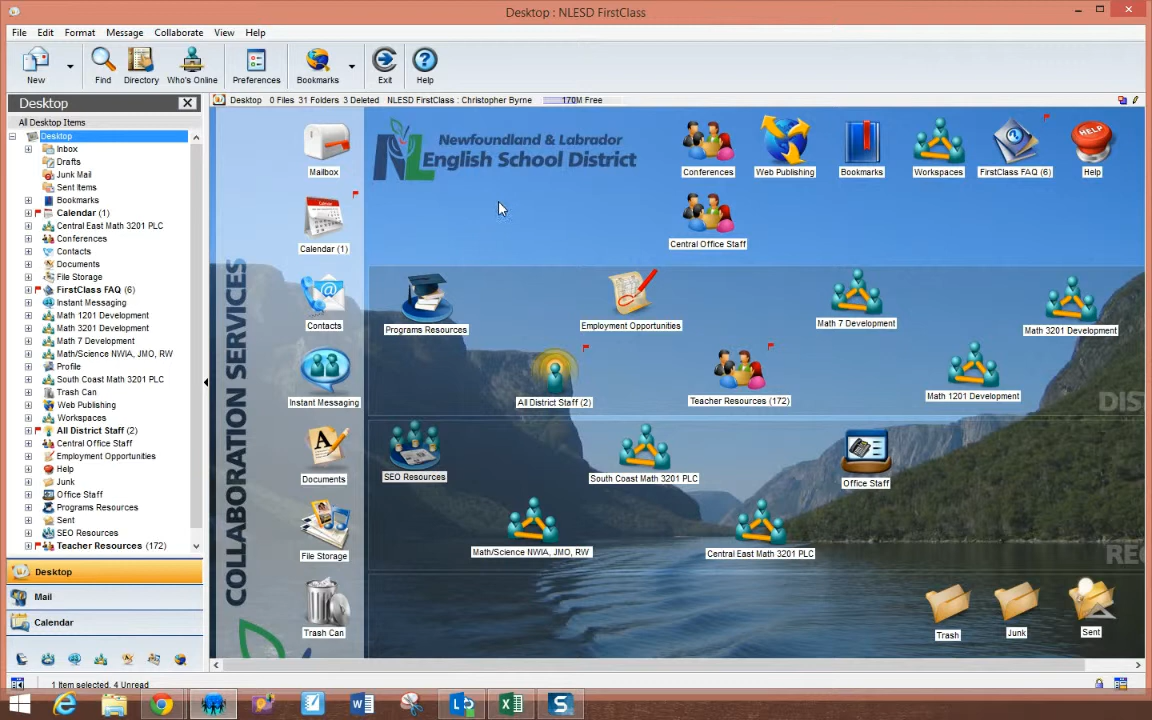 Desktop : NLESD FirstClass
File Edit Format Message Collaborate View Help
New Find Directory Who's Online Preferences Bookmarks Exit Help
Desktop
Desktop 0 Files 31 Folders 3 Deleted NLESD FirstClass : Christopher Byrne 170M Free
All Desktop Items
Desktop
Inbox
Drafts
Junk Mail
Sent Items
Bookmarks
Calendar (1)
Central East Math 3201 PLC
Conferences
Contacts
Documents
File Storage
FirstClass FAQ (6)
Instant Messaging
Math 1201 Development
Math 3201 Development
Math 7 Development
Math/Science NWIA, JMO, RW
Profile
South Coast Math 3201 PLC
Trash Can
Web Publishing
Workspaces
All District Staff (2)
Central Office Staff
Employment Opportunities
Help
Junk
Office Staff
Programs Resources
Sent
SEO Resources
Teacher Resources (172)
Desktop
Mail
Calendar
1 Item selected, 4 Unread
COLLABORATION SERVICES
Mailbox
Calendar (1)
Contacts
Instant Messaging
Documents
File Storage
Trash Can
NL
Newfoundland & Labrador
English School District
Conferences Web Publishing Bookmarks Workspaces FirstClass FAQ (6) Help
HELP
Central Office Staff
Programs Resources Employment Opportunities Math 7 Development Math 3201 Development
All District Staff (2) Teacher Resources (172) Math 1201 Development
DIS
SEO Resources South Coast Math 3201 PLC Office Staff
Math/Science NWIA, JMO, RW Central East Math 3201 PLC
REG
Trash Junk Sent